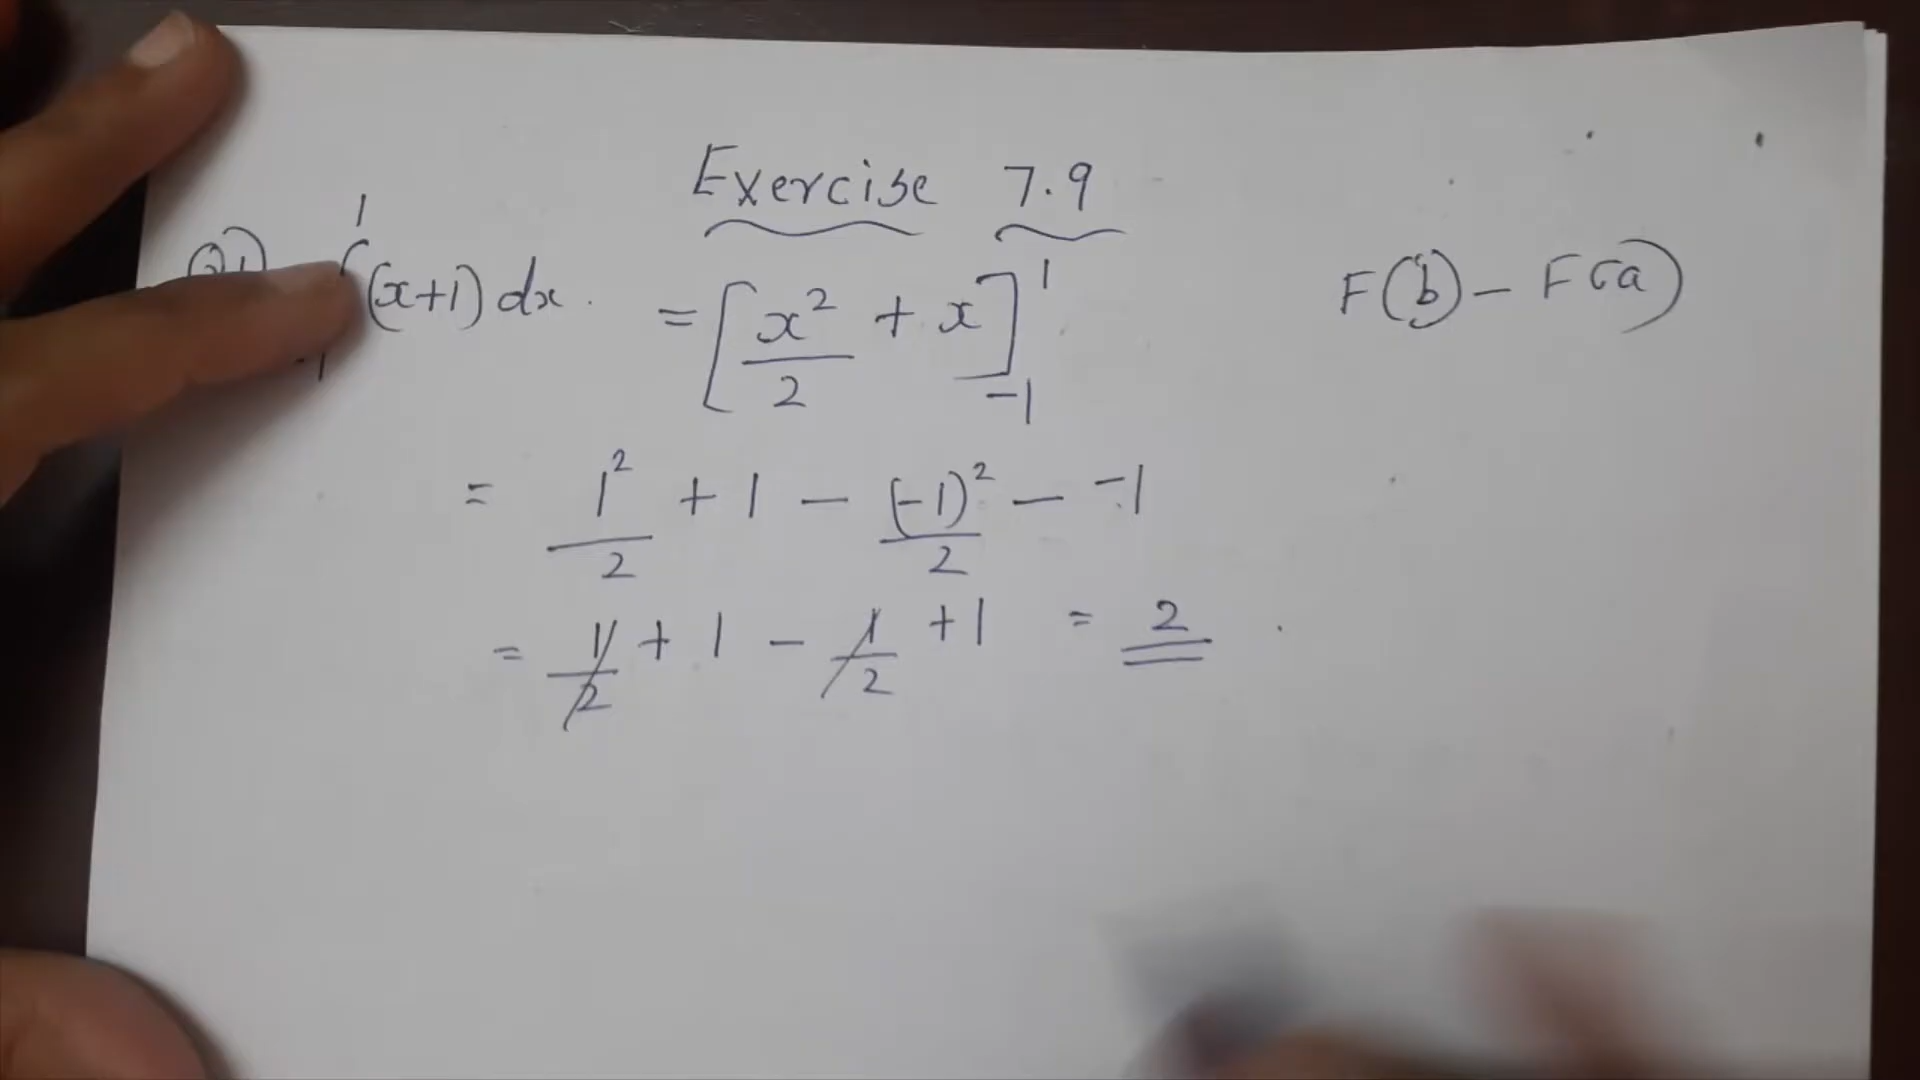 Exercise 7.9
Q1) ∫₋₁¹ (x+1) dx. = [x²/2 + x]₋₁¹ F(b) - F(a)
= 1²/2 + 1 - (-1)²/2 - -1
= 1/2 + 1 - 1/2 + 1 = 2